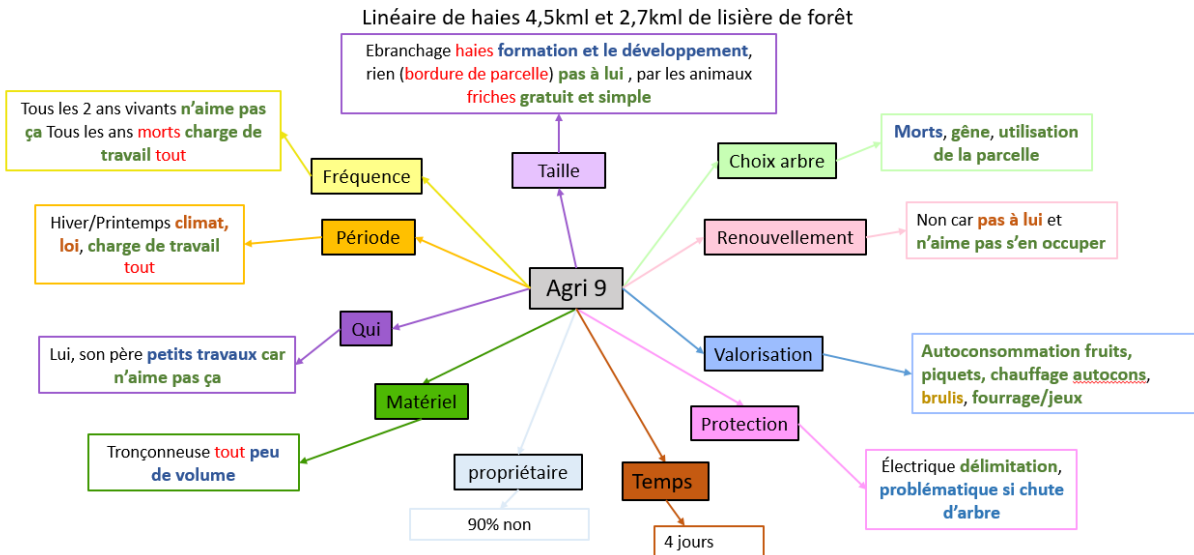 Linéaire de haies 4,5kml et 2,7kml de lisière de forêt
Ebranchage haies formation et le développement,
rien (bordure de parcelle) pas à lui , par les animaux
friches gratuit et simple
Tous les 2 ans vivants n'aime pas
ça Tous les ans morts charge de
travail tout
Fréquence
Taille
Choix arbre
Morts, gêne, utilisation
de la parcelle
Hiver/Printemps climat,
loi, charge de travail
tout
Période
Renouvellement
Non car pas à lui et
n'aime pas s'en occuper
Agri 9
Qui
Lui, son père petits travaux car
n'aime pas ça
Valorisation
Autoconsommation fruits,
piquets, chauffage autocons,
brulis, fourrage/jeux
Matériel
Tronçonneuse tout peu
de volume
Protection
Électrique délimitation,
problématique si chute
d'arbre
propriétaire
90% non
Temps
4 jours